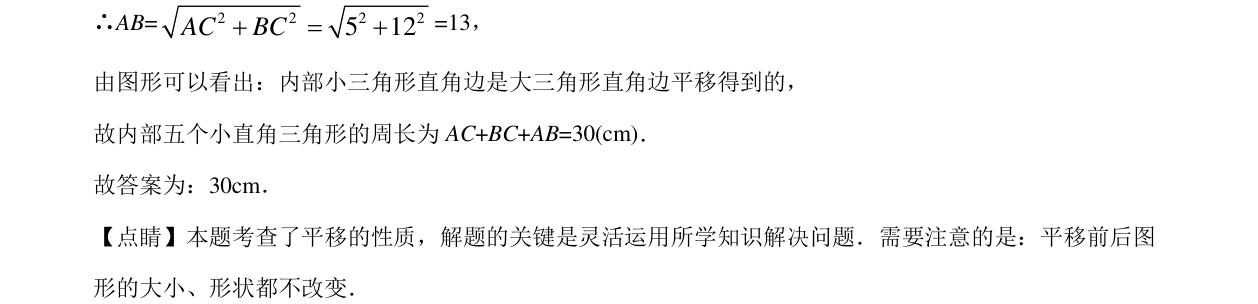 ∴AB=√(AC²+BC²)=√(5²+12²)=13，
由图形可以看出：内部小三角形直角边是大三角形直角边平移得到的，
故内部五个小直角三角形的周长为 AC+BC+AB=30(cm)．
故答案为：30cm．
【点睛】本题考查了平移的性质，解题的关键是灵活运用所学知识解决问题．需要注意的是：平移前后图
形的大小、形状都不改变．